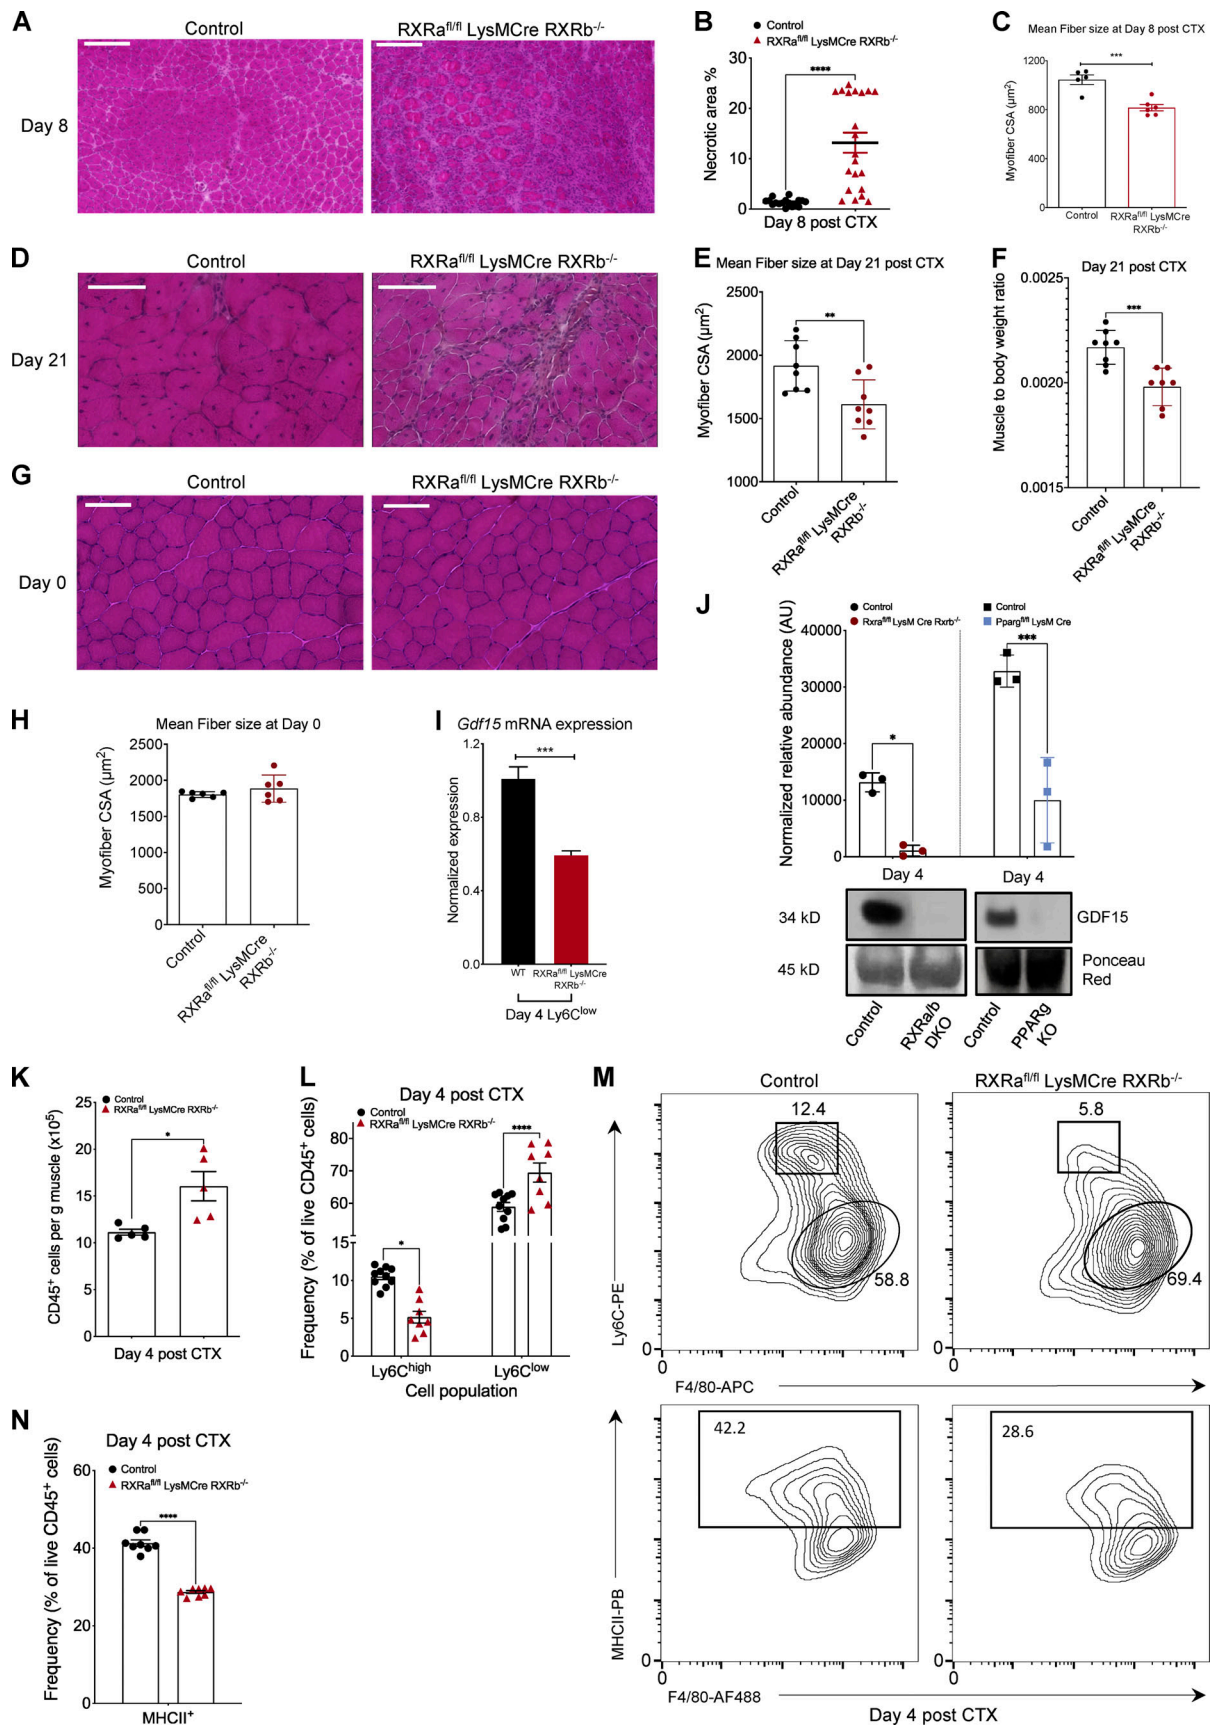 A
Control
RXRa^fl/fl LysMCre RXRb^-/-
Day 8
B
Control
RXRa^fl/fl LysMCre RXRb^-/-
Necrotic area %
30
20
10
0
****
Day 8 post CTX
C
Mean Fiber size at Day 8 post CTX
Myofiber CSA (µm²)
1200
800
400
0
***
Control
RXRa^fl/fl LysMCre
RXRb^-/-
D
Control
RXRa^fl/fl LysMCre RXRb^-/-
Day 21
E
Mean Fiber size at Day 21 post CTX
Myofiber CSA (µm²)
2500
2000
1500
1000
**
Control
RXRa^fl/fl LysMCre
RXRb^-/-
F
Day 21 post CTX
Muscle to body weight ratio
0.0025
0.0020
0.0015
***
Control
RXRa^fl/fl LysMCre
RXRb^-/-
G
Control
RXRa^fl/fl LysMCre RXRb^-/-
Day 0
H
Mean Fiber size at Day 0
Myofiber CSA (µm²)
2500
2000
1500
1000
500
0
Control
RXRa^fl/fl LysMCre
RXRb^-/-
I
Gdf15 mRNA expression
Normalized expression
1.2
0.8
0.4
0.0
***
WT
RXRa^fl/fl LysMCre
RXRb^-/-
Day 4 Ly6C^low
J
Control
Rxra^fl/fl LysM Cre Rxrb^-/-
Control
Pparg^fl/fl LysM Cre
Normalized relative abundance (AU)
40000
30000
20000
10000
0
*
***
Day 4
Day 4
34 kD
GDF15
45 kD
Ponceau
Red
Control
RXRa/b
DKO
Control
PPARg
KO
K
Control
RXRa^fl/fl LysMCre RXRb^-/-
CD45⁺ cells per g muscle (x10⁵)
25
20
15
10
5
0
*
Day 4 post CTX
L
Day 4 post CTX
Control
RXRa^fl/fl LysMCre RXRb^-/-
Frequency (% of live CD45⁺ cells)
80
70
60
15
10
5
0
*
****
Ly6C^high
Ly6C^low
Cell population
M
Control
RXRa^fl/fl LysMCre RXRb^-/-
12.4
58.8
5.8
69.4
Ly6C-PE
0
0
0
0
F4/80-APC
42.2
28.6
MHCII-PB
0
0
0
0
F4/80-AF488
Day 4 post CTX
N
Day 4 post CTX
Control
RXRa^fl/fl LysMCre RXRb^-/-
Frequency (% of live CD45⁺ cells)
60
40
20
0
****
MHCII⁺